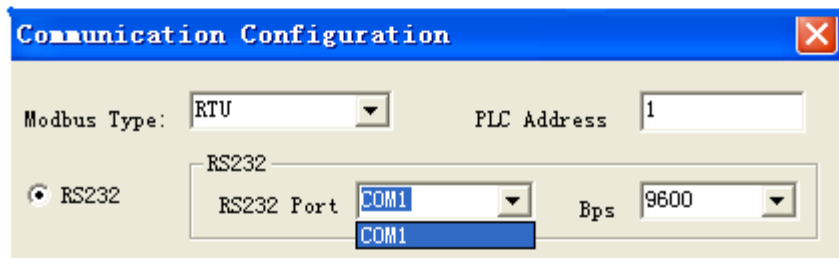 Communication Configuration
Modbus Type: RTU PLC Address 1
RS232
RS232 RS232 Port COM1 Bps 9600
COM1